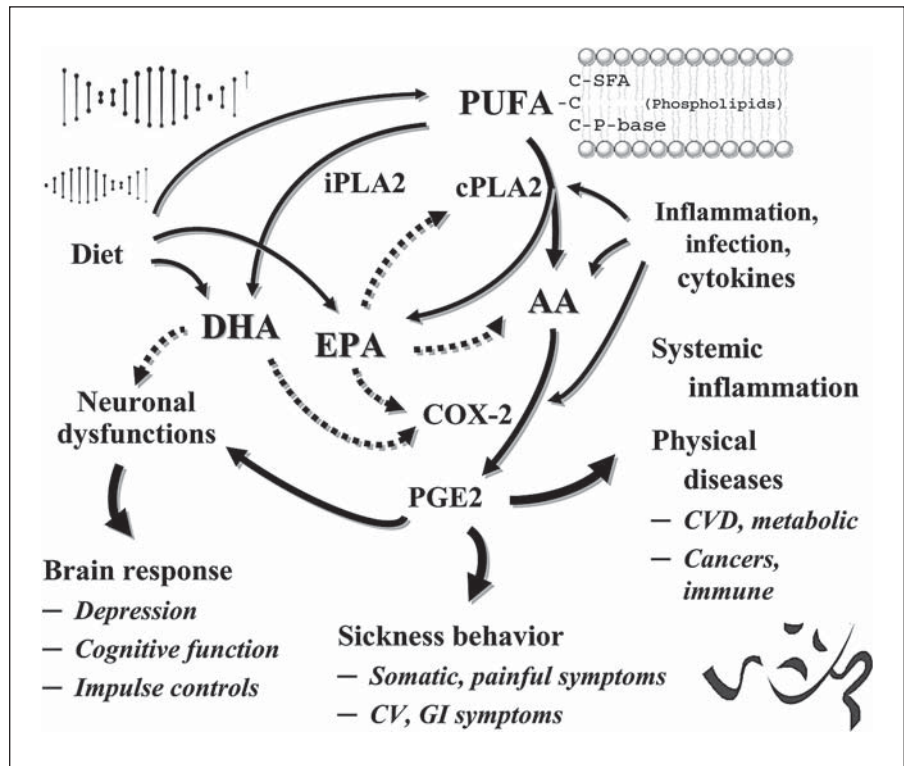 C-SFA
PUFA -C (Phospholipids)
C-P-base
iPLA2
cPLA2
Diet
Inflammation,
infection,
cytokines
DHA
EPA
AA
Systemic
inflammation
Neuronal
dysfunctions
COX-2
Physical
diseases
– CVD, metabolic
– Cancers,
immune
PGE2
Brain response
– Depression
– Cognitive function
– Impulse controls
Sickness behavior
– Somatic, painful symptoms
– CV, GI symptoms